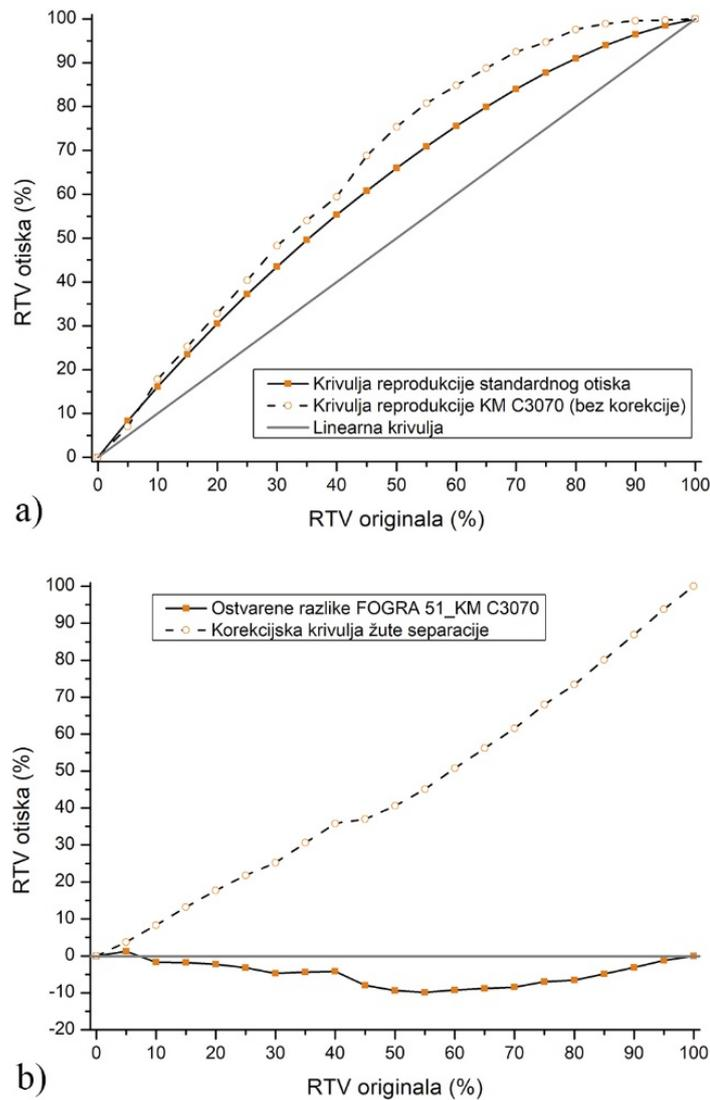 100
90
80
70
60
50
40
30
20
10
0
RTV otiska (%)
Krivulja reprodukcije standardnog otiska
Krivulja reprodukcije KM C3070 (bez korekcije)
Linearna krivulja
0 10 20 30 40 50 60 70 80 90 100
RTV originala (%)
a)
100
90
80
70
60
50
40
30
20
10
0
-10
-20
RTV otiska (%)
Ostvarene razlike FOGRA 51_KM C3070
Korekcijska krivulja žute separacije
0 10 20 30 40 50 60 70 80 90 100
RTV originala (%)
b)